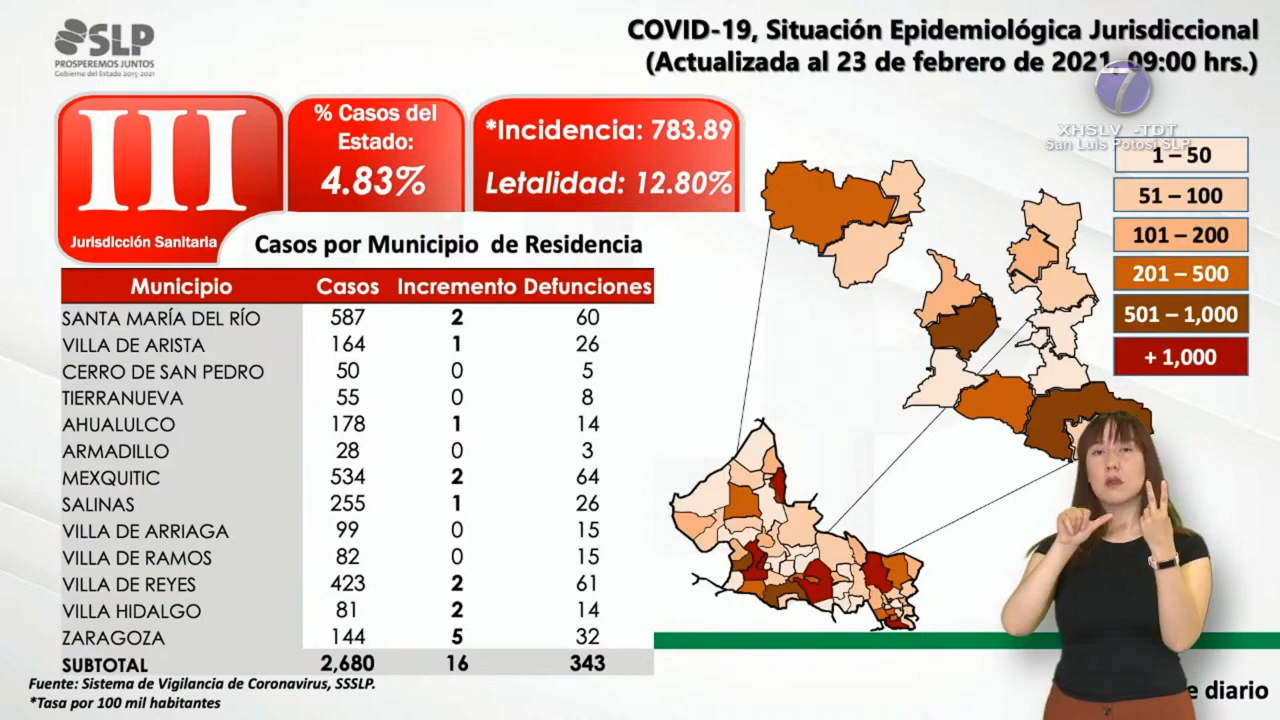 SLP
PROSPEREMOS JUNTOS
Gobierno del Estado 2015-2021
COVID-19, Situación Epidemiológica Jurisdiccional
(Actualizada al 23 de febrero de 2021, 09:00 hrs.)
7
XHSLV -TDT
San Luis Potosí SLP
III
Jurisdicción Sanitaria
% Casos del
Estado:
4.83%
*Incidencia: 783.89
Letalidad: 12.80%
1 – 50
51 – 100
101 – 200
201 – 500
501 – 1,000
+ 1,000
Casos por Municipio de Residencia
Municipio Casos Incremento Defunciones
SANTA MARÍA DEL RÍO 587 2 60
VILLA DE ARISTA 164 1 26
CERRO DE SAN PEDRO 50 0 5
TIERRANUEVA 55 0 8
AHUALULCO 178 1 14
ARMADILLO 28 0 3
MEXQUITIC 534 2 64
SALINAS 255 1 26
VILLA DE ARRIAGA 99 0 15
VILLA DE RAMOS 82 0 15
VILLA DE REYES 423 2 61
VILLA HIDALGO 81 2 14
ZARAGOZA 144 5 32
SUBTOTAL 2,680 16 343
Fuente: Sistema de Vigilancia de Coronavirus, SSSLP.
*Tasa por 100 mil habitantes
e diario